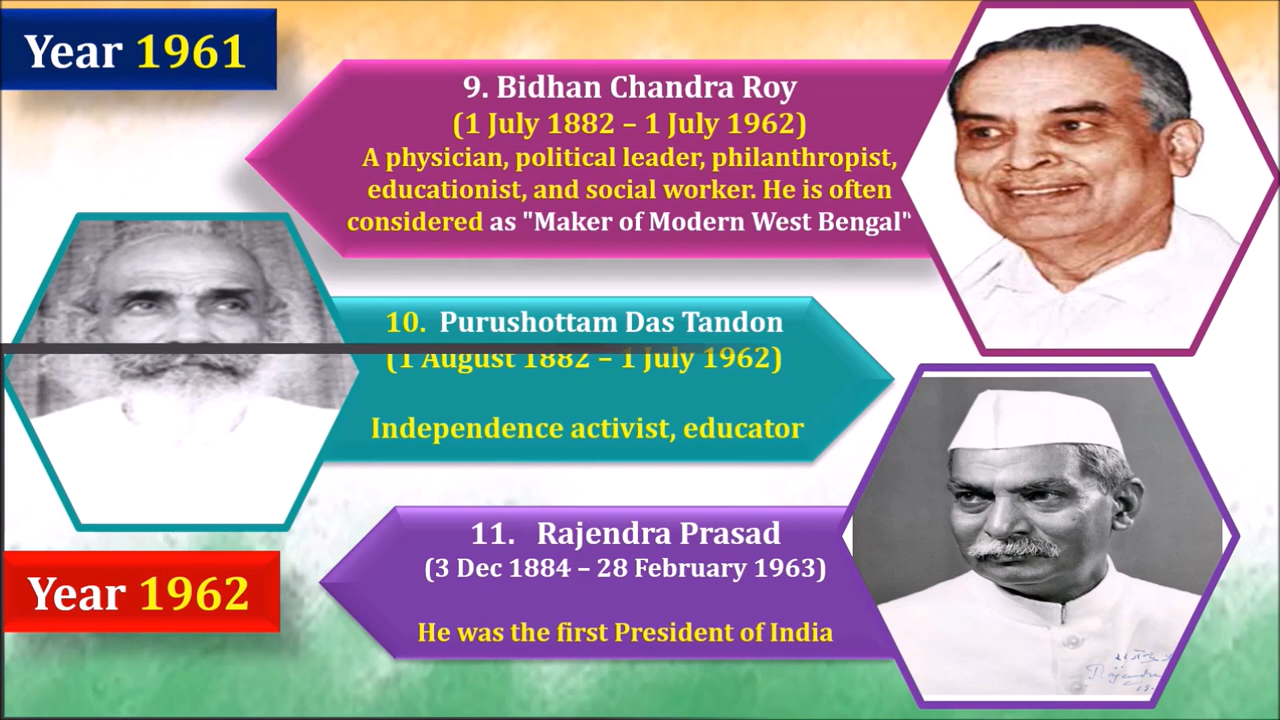 Year 1961
9. Bidhan Chandra Roy
(1 July 1882 – 1 July 1962)
A physician, political leader, philanthropist,
educationist, and social worker. He is often
considered as "Maker of Modern West Bengal"
10. Purushottam Das Tandon
(1 August 1882 – 1 July 1962)
Independence activist, educator
Year 1962
11. Rajendra Prasad
(3 Dec 1884 – 28 February 1963)
He was the first President of India